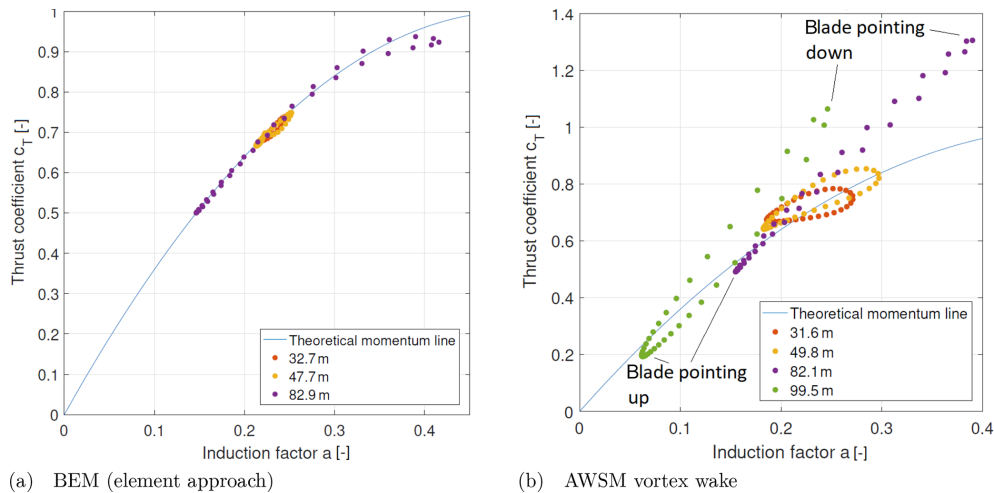 1
0.9
0.8
0.7
0.6
0.5
0.4
0.3
0.2
0.1
0
Thrust coefficient c_T [-]
0
0.1
0.2
0.3
0.4
Induction factor a [-]
Theoretical momentum line
32.7 m
47.7 m
82.9 m
(a) BEM (element approach)
1.4
1.2
1
0.8
0.6
0.4
0.2
0
Thrust coefficient c_T [-]
Blade pointing
down
Blade pointing
up
0
0.1
0.2
0.3
0.4
Induction factor a [-]
Theoretical momentum line
31.6 m
49.8 m
82.1 m
99.5 m
(b) AWSM vortex wake